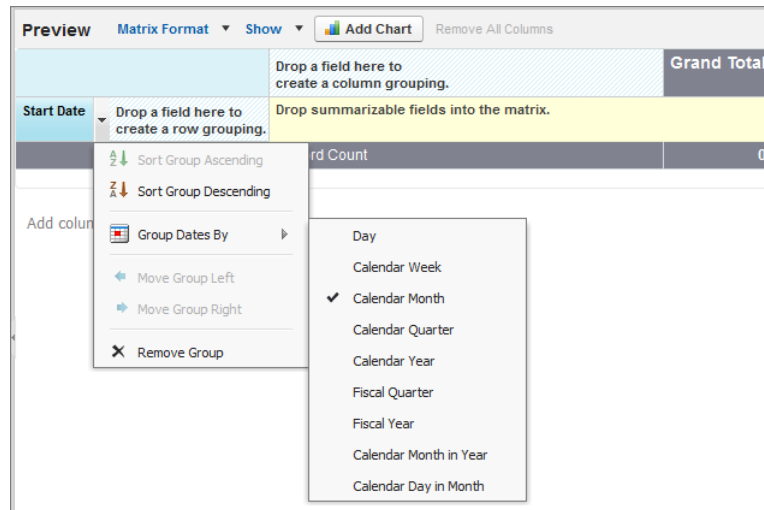 Preview Matrix Format Show Add Chart Remove All Columns
Drop a field here to
create a column grouping.
Grand Total
Start Date
Drop a field here to
create a row grouping.
Drop summarizable fields into the matrix.
rd Count 0
Sort Group Ascending
Sort Group Descending
Add colum
Group Dates By
Move Group Left
Move Group Right
Remove Group
Day
Calendar Week
Calendar Month
Calendar Quarter
Calendar Year
Fiscal Quarter
Fiscal Year
Calendar Month in Year
Calendar Day in Month